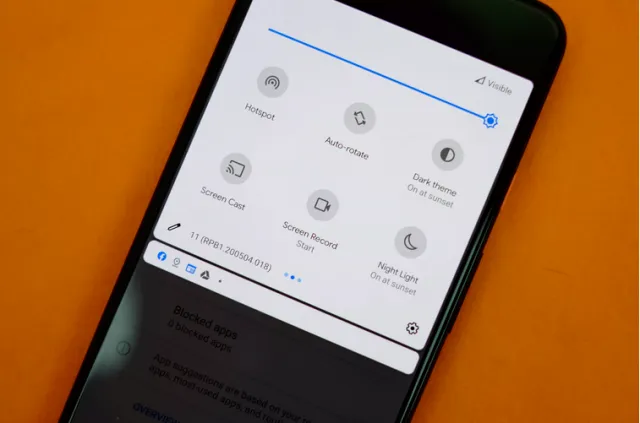 Visible
Hotspot
Auto-rotate
Dark theme
On at sunset
Screen Cast
Screen Record
Start
Night Light
On at sunset
11 (RPB1.200504.018)
Blocked apps
0 blocked apps
App suggestions are based on your
apps, most-used apps, and
OVERVIEW